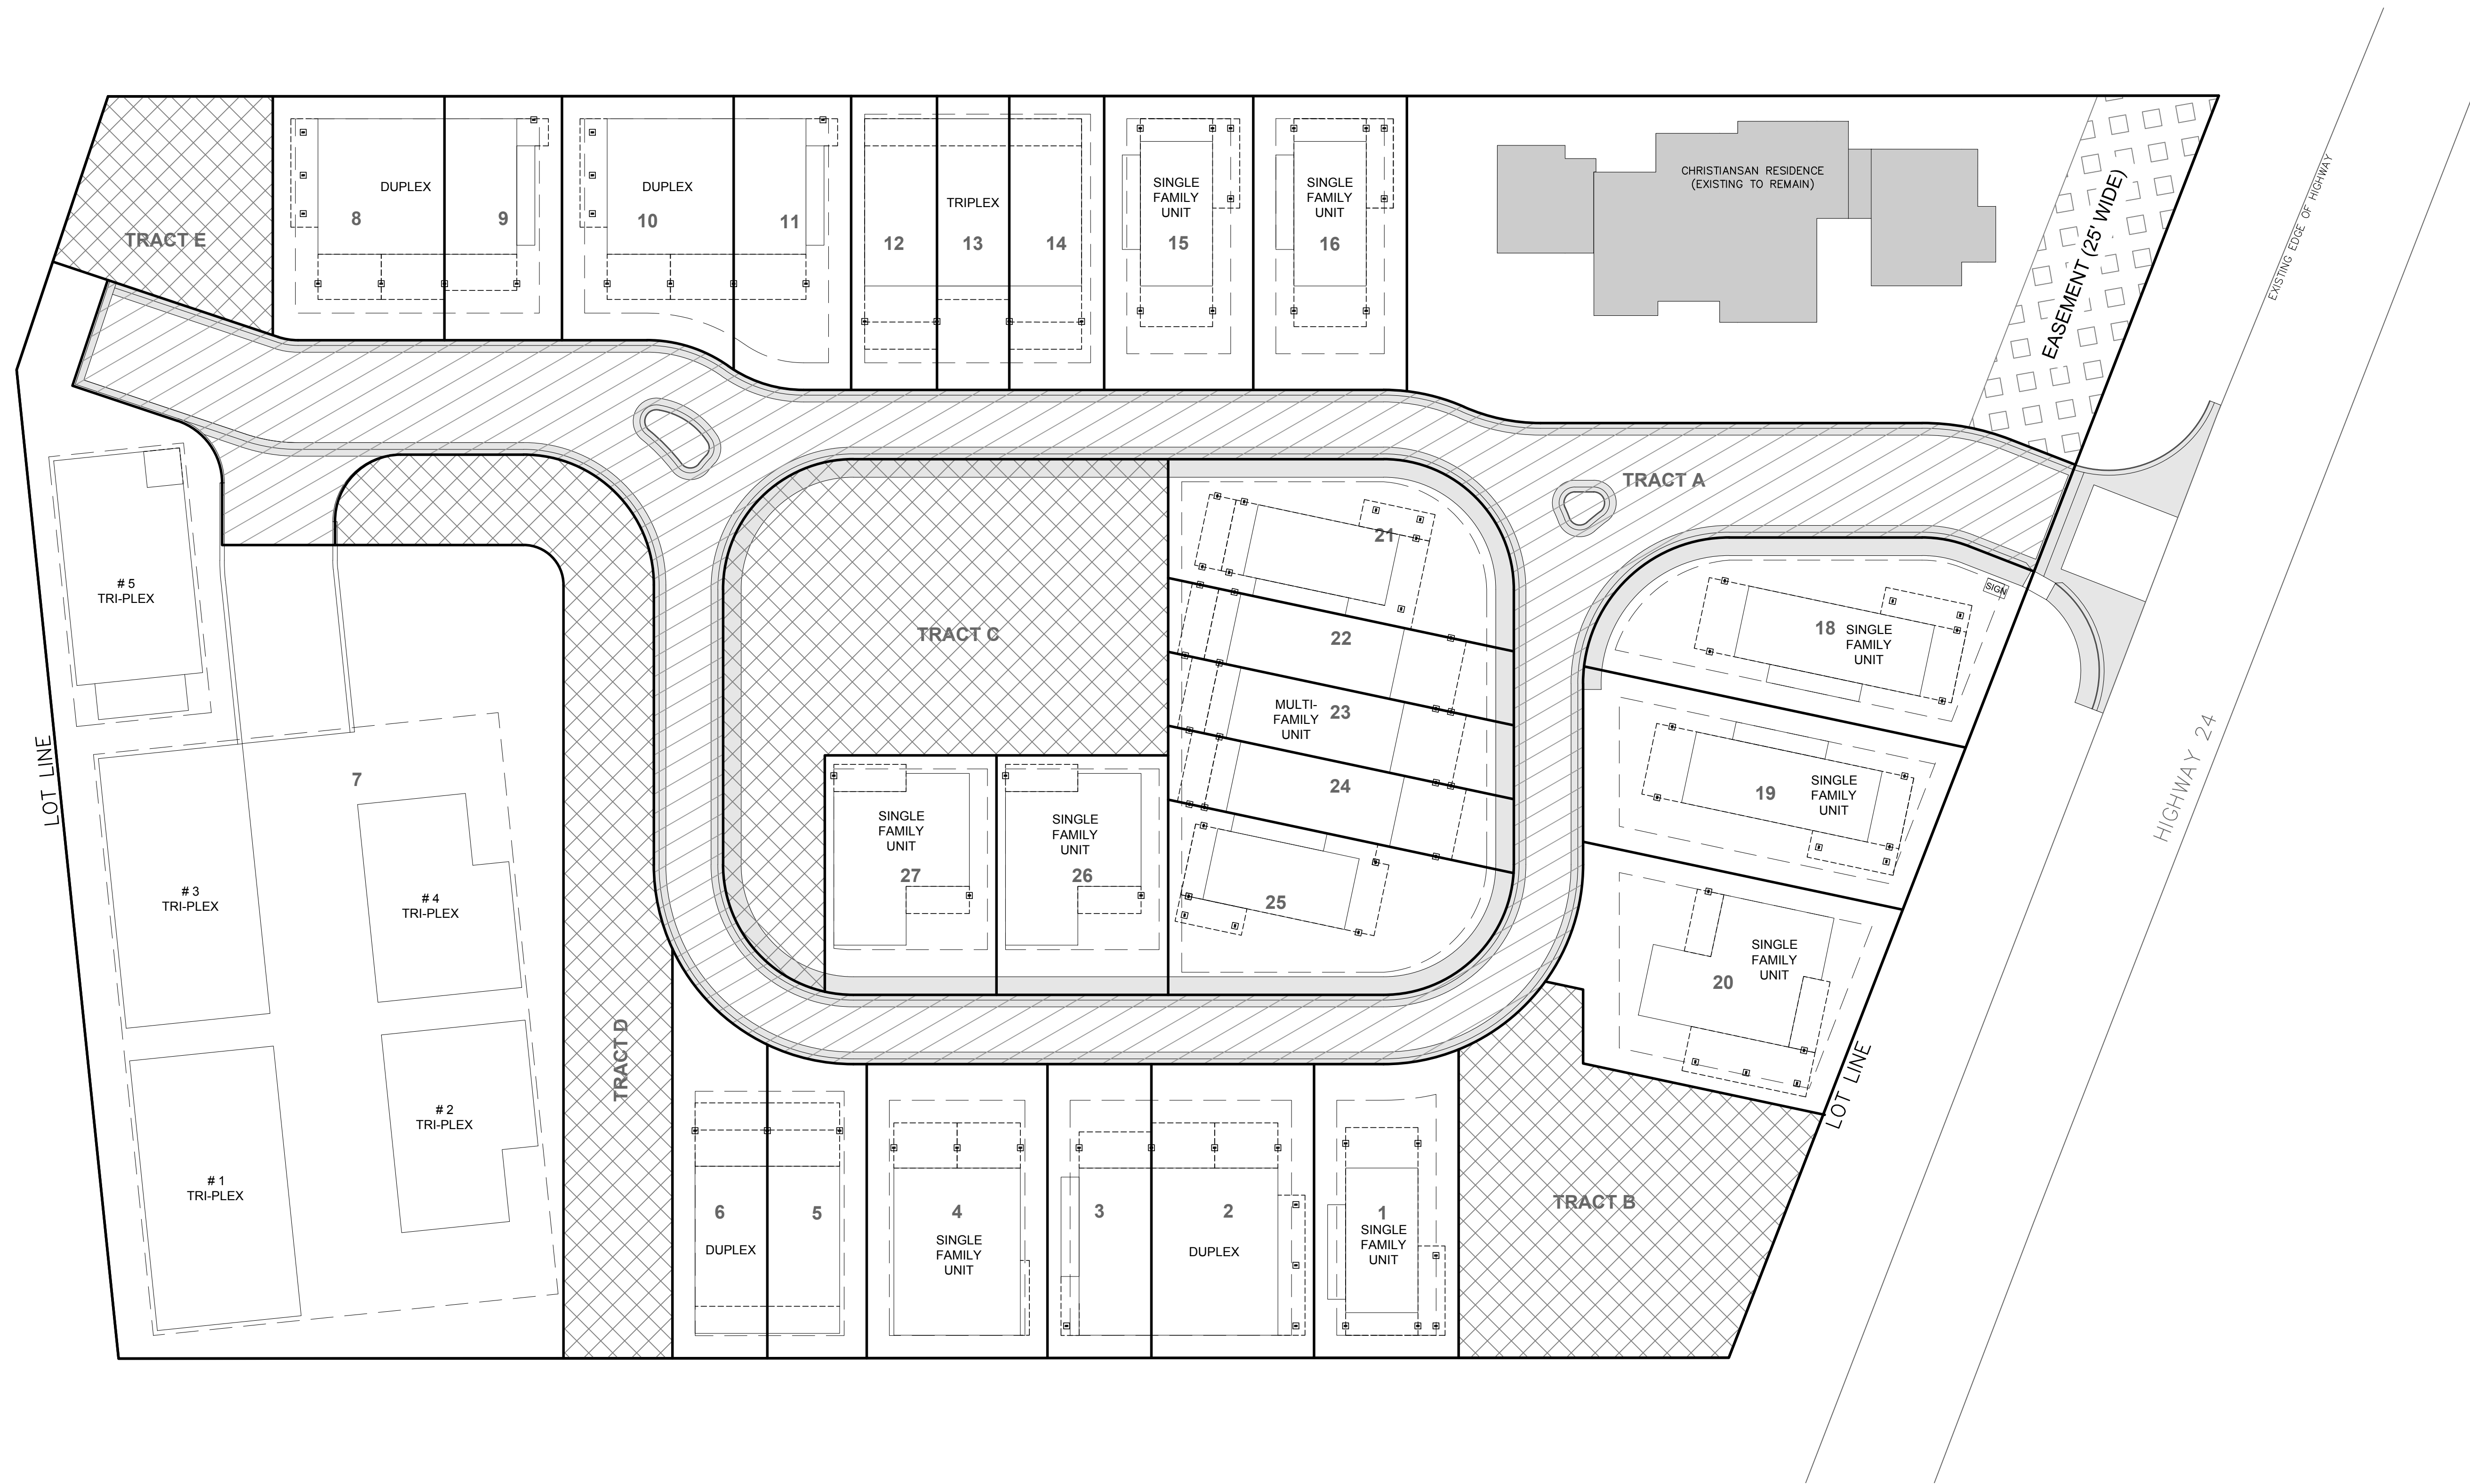 CHRISTIANSAN RESIDENCE
(EXISTING TO REMAIN)
EASEMENT (25' WIDE)
EXISTING EDGE OF HIGHWAY
HIGHWAY 24
TRACT E
DUPLEX
8
9
DUPLEX
10
11
TRIPLEX
12
13
14
SINGLE
FAMILY
UNIT
15
SINGLE
FAMILY
UNIT
16
TRACT A
SIGN
21
22
MULTI-
FAMILY
UNIT
23
24
25
TRACT C
SINGLE
FAMILY
UNIT
27
SINGLE
FAMILY
UNIT
26
18
SINGLE
FAMILY
UNIT
19
SINGLE
FAMILY
UNIT
20
SINGLE
FAMILY
UNIT
LOT LINE
# 5
TRI-PLEX
LOT LINE
7
# 3
TRI-PLEX
# 4
TRI-PLEX
# 2
TRI-PLEX
# 1
TRI-PLEX
TRACT D
6
5
DUPLEX
4
SINGLE
FAMILY
UNIT
3
2
DUPLEX
1
SINGLE
FAMILY
UNIT
TRACT B